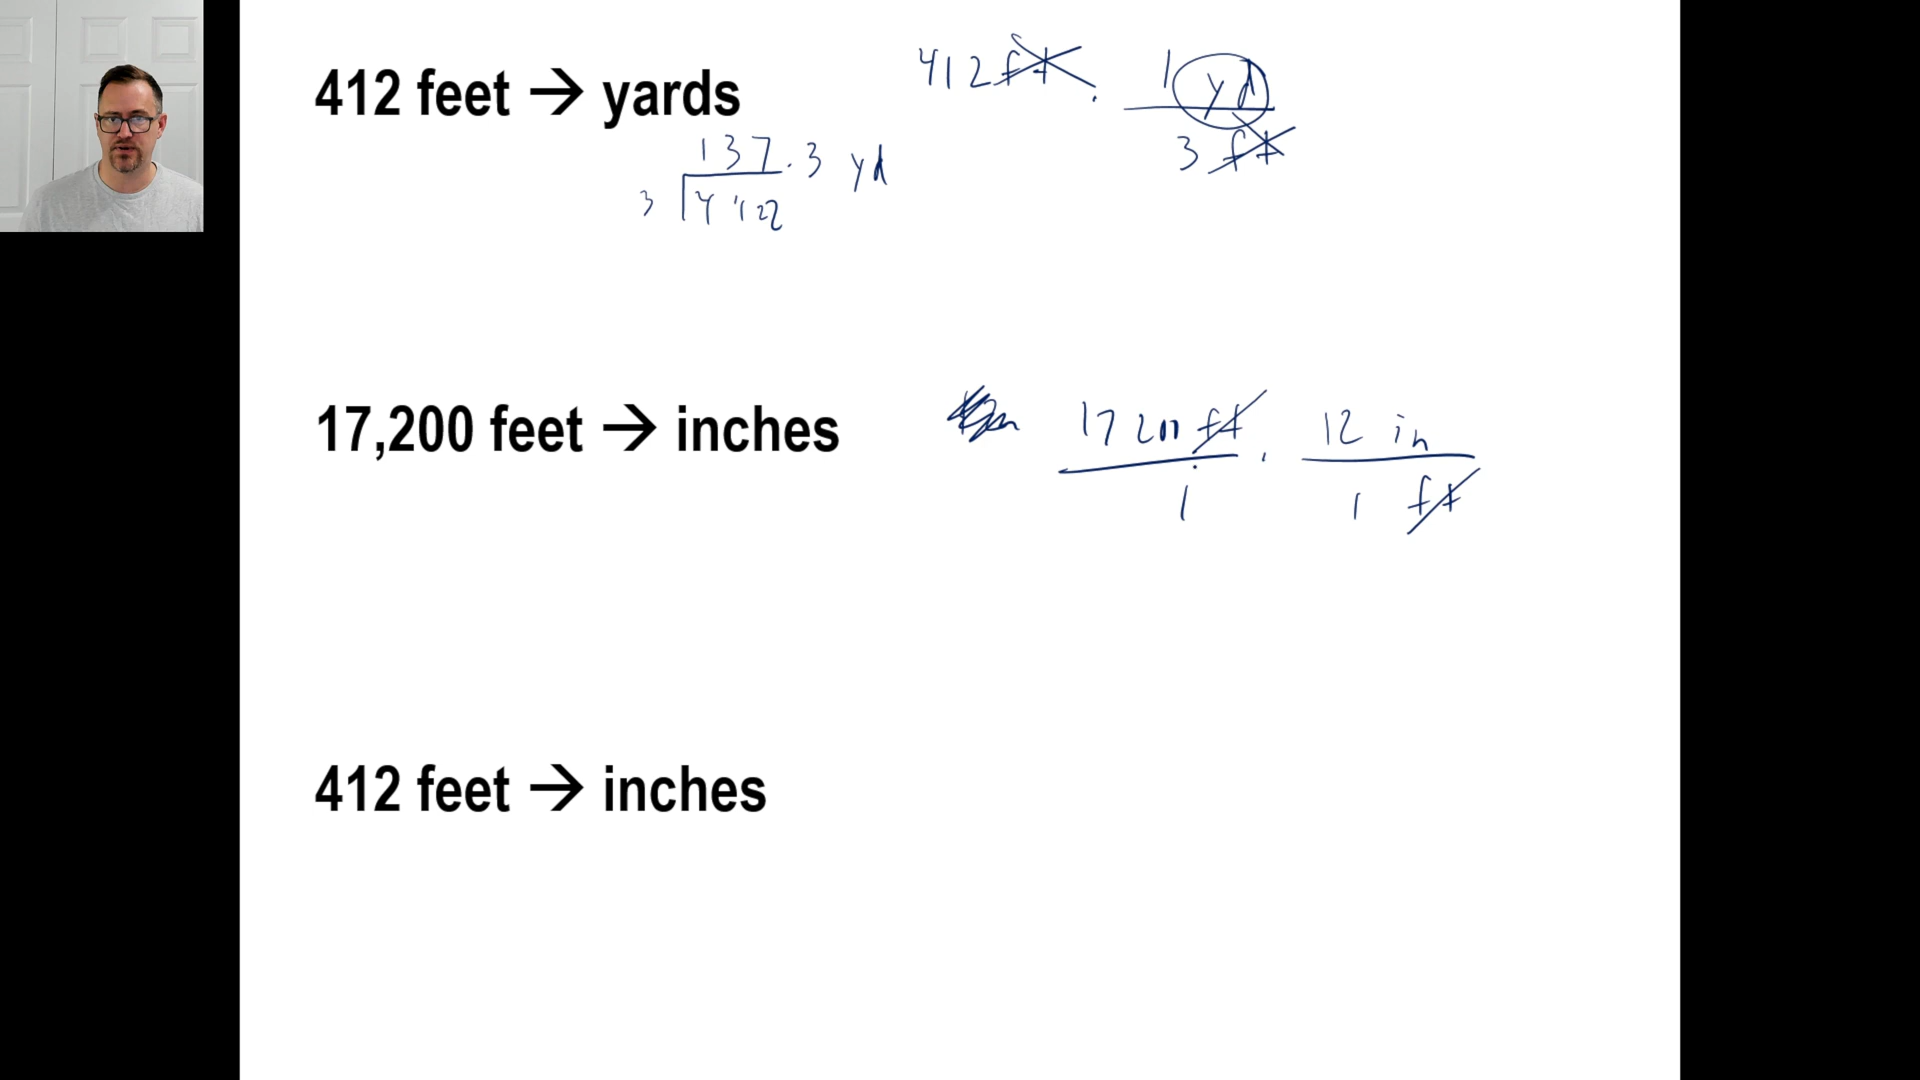 412 feet → yards
412 ft · 1 yd
3 ft
137.3 yd
3 412
17,200 feet → inches
17200 ft · 12 in
1 1 ft
412 feet → inches